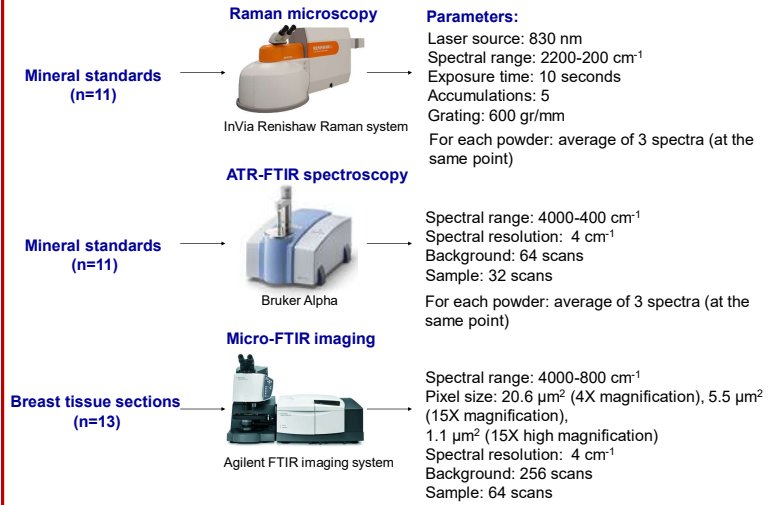 Raman microscopy
Mineral standards
(n=11)
InVia Renishaw Raman system
Parameters:
Laser source: 830 nm
Spectral range: 2200-200 cm-1
Exposure time: 10 seconds
Accumulations: 5
Grating: 600 gr/mm
For each powder: average of 3 spectra (at the
same point)
ATR-FTIR spectroscopy
Mineral standards
(n=11)
Bruker Alpha
Spectral range: 4000-400 cm-1
Spectral resolution: 4 cm-1
Background: 64 scans
Sample: 32 scans
For each powder: average of 3 spectra (at the
same point)
Micro-FTIR imaging
Breast tissue sections
(n=13)
Agilent FTIR imaging system
Spectral range: 4000-800 cm-1
Pixel size: 20.6 µm2 (4X magnification), 5.5 µm2
(15X magnification),
1.1 µm2 (15X high magnification)
Spectral resolution: 4 cm-1
Background: 256 scans
Sample: 64 scans